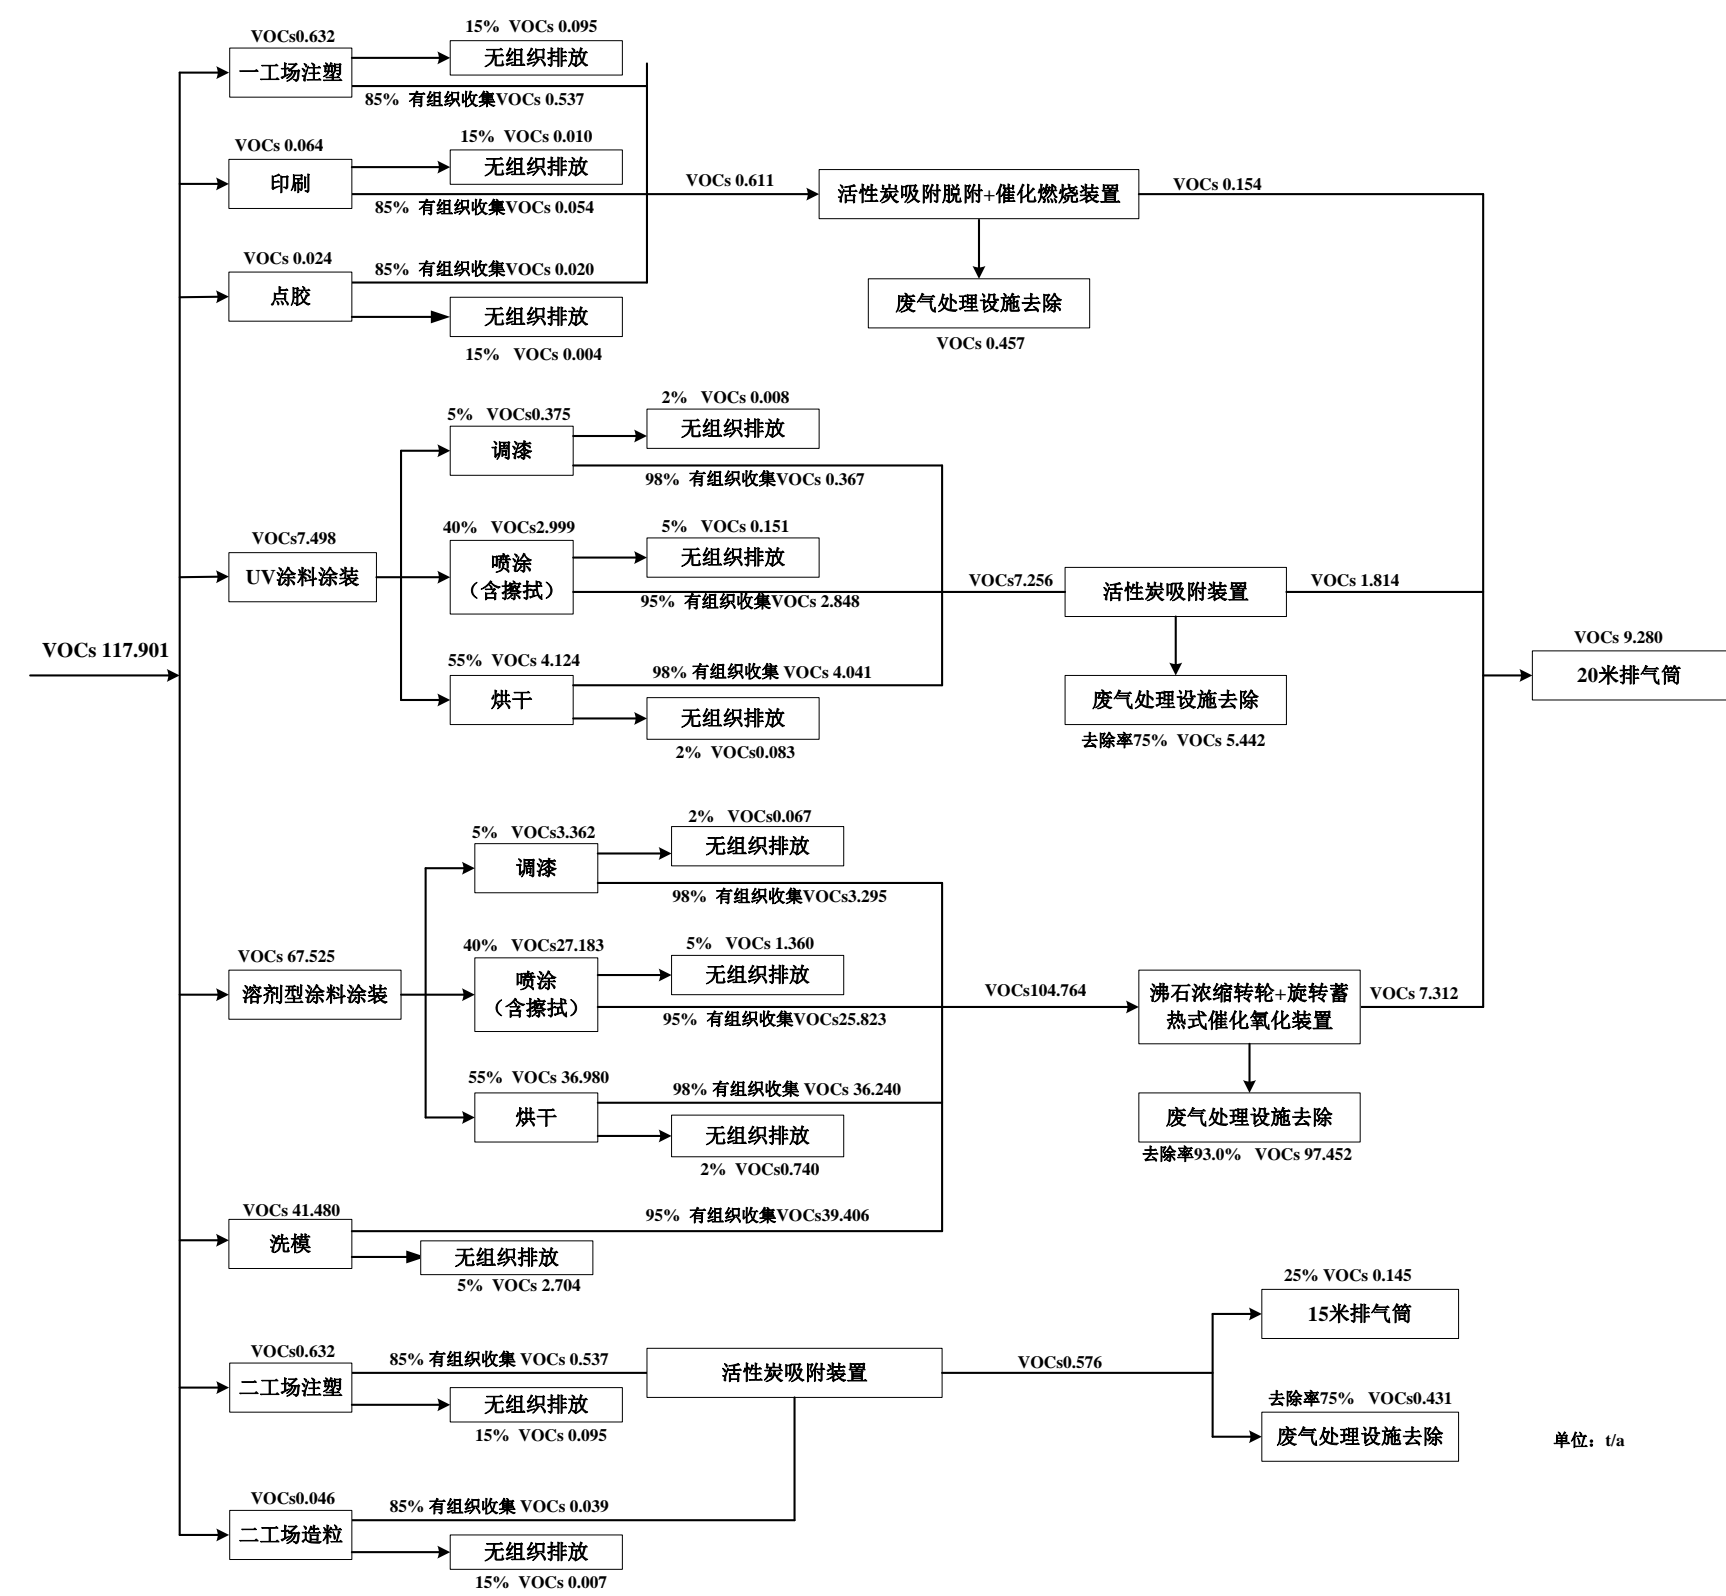 VOCs0.632
一工场注塑
15% VOCs 0.095
无组织排放
85% 有组织收集VOCs 0.537
VOCs 0.064
印刷
15% VOCs 0.010
无组织排放
85% 有组织收集VOCs 0.054
VOCs 0.024
点胶
85% 有组织收集VOCs 0.020
无组织排放
15% VOCs 0.004
VOCs 0.611
活性炭吸附脱附+催化燃烧装置
VOCs 0.154
废气处理设施去除
VOCs 0.457
VOCs 117.901
VOCs7.498
UV涂料涂装
5% VOCs0.375
调漆
2% VOCs 0.008
无组织排放
98% 有组织收集VOCs 0.367
40% VOCs2.999
喷涂
（含擦拭）
5% VOCs 0.151
无组织排放
95% 有组织收集VOCs 2.848
55% VOCs 4.124
烘干
98% 有组织收集 VOCs 4.041
无组织排放
2% VOCs0.083
VOCs7.256
活性炭吸附装置
VOCs 1.814
废气处理设施去除
去除率75% VOCs 5.442
VOCs 9.280
20米排气筒
VOCs 67.525
溶剂型涂料涂装
5% VOCs3.362
调漆
2% VOCs0.067
无组织排放
98% 有组织收集VOCs3.295
40% VOCs27.183
喷涂
（含擦拭）
5% VOCs 1.360
无组织排放
95% 有组织收集VOCs25.823
55% VOCs 36.980
烘干
98% 有组织收集 VOCs 36.240
无组织排放
2% VOCs0.740
VOCs104.764
沸石浓缩转轮+旋转蓄
热式催化氧化装置
VOCs 7.312
废气处理设施去除
去除率93.0% VOCs 97.452
VOCs 41.480
洗模
95% 有组织收集VOCs39.406
无组织排放
5% VOCs 2.704
VOCs0.632
二工场注塑
85% 有组织收集 VOCs 0.537
无组织排放
15% VOCs 0.095
活性炭吸附装置
VOCs0.576
25% VOCs 0.145
15米排气筒
去除率75% VOCs0.431
废气处理设施去除
单位：t/a
VOCs0.046
二工场造粒
85% 有组织收集 VOCs 0.039
无组织排放
15% VOCs 0.007